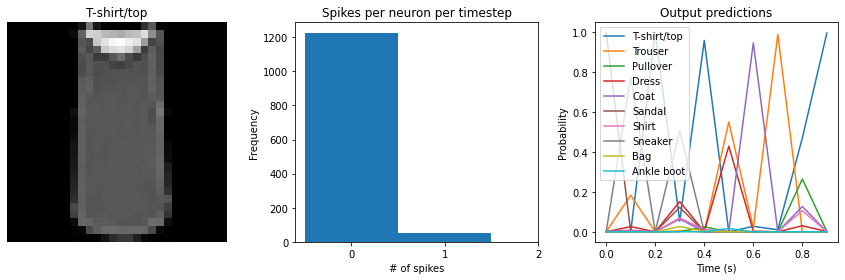 T-shirt/top
Spikes per neuron per timestep
Frequency
1200
1000
800
600
400
200
0
0 1 2
# of spikes
Output predictions
Probability
1.0
0.8
0.6
0.4
0.2
0.0
T-shirt/top
Trouser
Pullover
Dress
Coat
Sandal
Shirt
Sneaker
Bag
Ankle boot
0.0 0.2 0.4 0.6 0.8
Time (s)